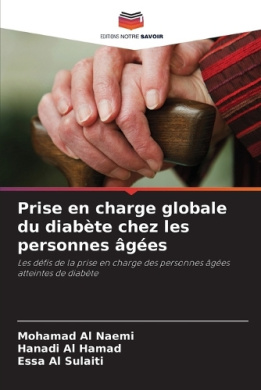 EDITIONS NOTRE SAVOIR
Prise en charge globale
du diabète chez les
personnes âgées
Les défis de la prise en charge des personnes âgées
atteintes de diabète
Mohamad Al Naemi
Hanadi Al Hamad
Essa Al Sulaiti